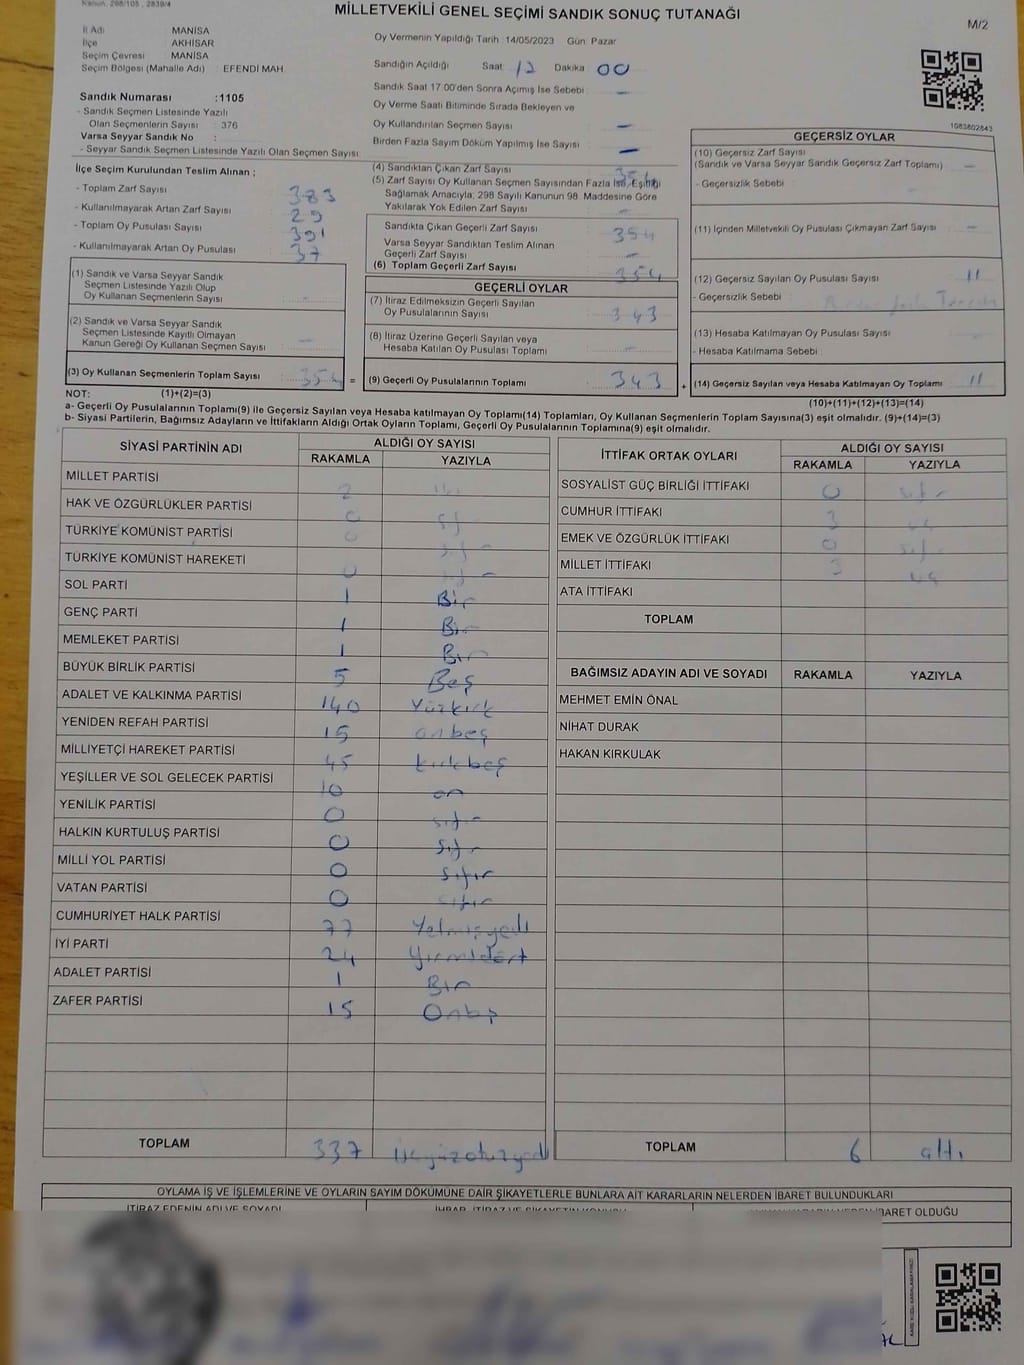 Kanun, 298/105 , 2839/4
MİLLETVEKİLİ GENEL SEÇİMİ SANDIK SONUÇ TUTANAĞI
M/2
İl Adı MANİSA
İlçe AKHİSAR
Seçim Çevresi MANİSA
Seçim Bölgesi (Mahalle Adı) : EFENDİ MAH.
Oy Vermenin Yapıldığı Tarih :14/05/2023 Gün: Pazar
Sandığın Açıldığı Saat 17 Dakika 00
Sandık Saat 17:00'den Sonra Açılmış İse Sebebi : –
Oy Verme Saati Bitiminde Sırada Bekleyen ve
Oy Kullandırılan Seçmen Sayısı –
Birden Fazla Sayım Döküm Yapılmış İse Sayısı –
Sandık Numarası :1105
- Sandık Seçmen Listesinde Yazılı
Olan Seçmenlerin Sayısı : 376
Varsa Seyyar Sandık No :
- Seyyar Sandık Seçmen Listesinde Yazılı Olan Seçmen Sayısı:
1083802843
İlçe Seçim Kurulundan Teslim Alınan ;
- Toplam Zarf Sayısı 383
- Kullanılmayarak Artan Zarf Sayısı : 29
- Toplam Oy Pusulası Sayısı : 391
- Kullanılmayarak Artan Oy Pusulası : 37
(1) Sandık ve Varsa Seyyar Sandık
Seçmen Listesinde Yazılı Olup
Oy Kullanan Seçmenlerin Sayısı : -
(2) Sandık ve Varsa Seyyar Sandık
Seçmen Listesinde Kayıtlı Olmayan
Kanun Gereği Oy Kullanan Seçmen Sayısı : –
(3) Oy Kullanan Seçmenlerin Toplam Sayısı : 354 =
(4) Sandıktan Çıkan Zarf Sayısı 354
(5) Zarf Sayısı Oy Kullanan Seçmen Sayısından Fazla İse, Eşitliği
Sağlamak Amacıyla; 298 Sayılı Kanunun 98. Maddesine Göre
Yakılarak Yok Edilen Zarf Sayısı –
Sandıkta Çıkan Geçerli Zarf Sayısı : 354
Varsa Seyyar Sandıktan Teslim Alınan
Geçerli Zarf Sayısı –
(6) Toplam Geçerli Zarf Sayısı : 354
GEÇERLİ OYLAR
(7) İtiraz Edilmeksizin Geçerli Sayılan
Oy Pusulalarının Sayısı : 343
(8) İtiraz Üzerine Geçerli Sayılan veya
Hesaba Katılan Oy Pusulası Toplamı : –
(9) Geçerli Oy Pusulalarının Toplamı : 343 +
GEÇERSİZ OYLAR
(10) Geçersiz Zarf Sayısı
(Sandık ve Varsa Seyyar Sandık Geçersiz Zarf Toplamı) : –
- Geçersizlik Sebebi :
(11) İçinden Milletvekili Oy Pusulası Çıkmayan Zarf Sayısı : –
(12) Geçersiz Sayılan Oy Pusulası Sayısı : 11
- Geçersizlik Sebebi :
(13) Hesaba Katılmayan Oy Pusulası Sayısı :
- Hesaba Katılmama Sebebi :
(14) Geçersiz Sayılan veya Hesaba Katılmayan Oy Toplamı : 11
NOT: (1)+(2)=(3)
(10)+(11)+(12)+(13)=(14)
a- Geçerli Oy Pusulalarının Toplamı(9) ile Geçersiz Sayılan veya Hesaba katılmayan Oy Toplamı(14) Toplamları, Oy Kullanan Seçmenlerin Toplam Sayısına(3) eşit olmalıdır. (9)+(14)=(3)
b- Siyasi Partilerin, Bağımsız Adayların ve İttifakların Aldığı Ortak Oyların Toplamı, Geçerli Oy Pusulalarının Toplamına(9) eşit olmalıdır.
SİYASİ PARTİNİN ADI ALDIĞI OY SAYISI
RAKAMLA YAZIYLA
MİLLET PARTİSİ 2 iki
HAK VE ÖZGÜRLÜKLER PARTİSİ 0 sıfır
TÜRKİYE KOMÜNİST PARTİSİ 0 sıfır
TÜRKİYE KOMÜNİST HAREKETİ 0 sıfır
SOL PARTİ 1 Bir
GENÇ PARTİ 1 Bir
MEMLEKET PARTİSİ 1 Bir
BÜYÜK BİRLİK PARTİSİ 5 Beş
ADALET VE KALKINMA PARTİSİ 140 Yüzkırk
YENİDEN REFAH PARTİSİ 15 onbeş
MİLLİYETÇİ HAREKET PARTİSİ 45 kırkbeş
YEŞİLLER VE SOL GELECEK PARTİSİ 10 on
YENİLİK PARTİSİ 0 sıfır
HALKIN KURTULUŞ PARTİSİ 0 sıfır
MİLLİ YOL PARTİSİ 0 sıfır
VATAN PARTİSİ 0 sıfır
CUMHURİYET HALK PARTİSİ 77 Yetmişyedi
İYİ PARTİ 24 Yirmidört
ADALET PARTİSİ 1 Bir
ZAFER PARTİSİ 15 Onbeş
TOPLAM 337 üçyüzotuzyedi
İTTİFAK ORTAK OYLARI ALDIĞI OY SAYISI
RAKAMLA YAZIYLA
SOSYALİST GÜÇ BİRLİĞİ İTTİFAKI 0 sıfır
CUMHUR İTTİFAKI 3 üç
EMEK VE ÖZGÜRLÜK İTTİFAKI 0 sıfır
MİLLET İTTİFAKI 3 üç
ATA İTTİFAKI
TOPLAM
BAĞIMSIZ ADAYIN ADI VE SOYADI RAKAMLA YAZIYLA
MEHMET EMİN ÖNAL
NİHAT DURAK
HAKAN KIRKULAK
TOPLAM 6 altı
OYLAMA İŞ VE İŞLEMLERİNE VE OYLARIN SAYIM DÖKÜMÜNE DAİR ŞİKAYETLERLE BUNLARA AİT KARARLARIN NELERDEN İBARET BULUNDUKLARI
İTİRAZ EDENİN ADI VE SOYADI İHBAR, İTİRAZ VE ŞİKAYETİN KONUSU İBARET OLDUĞU